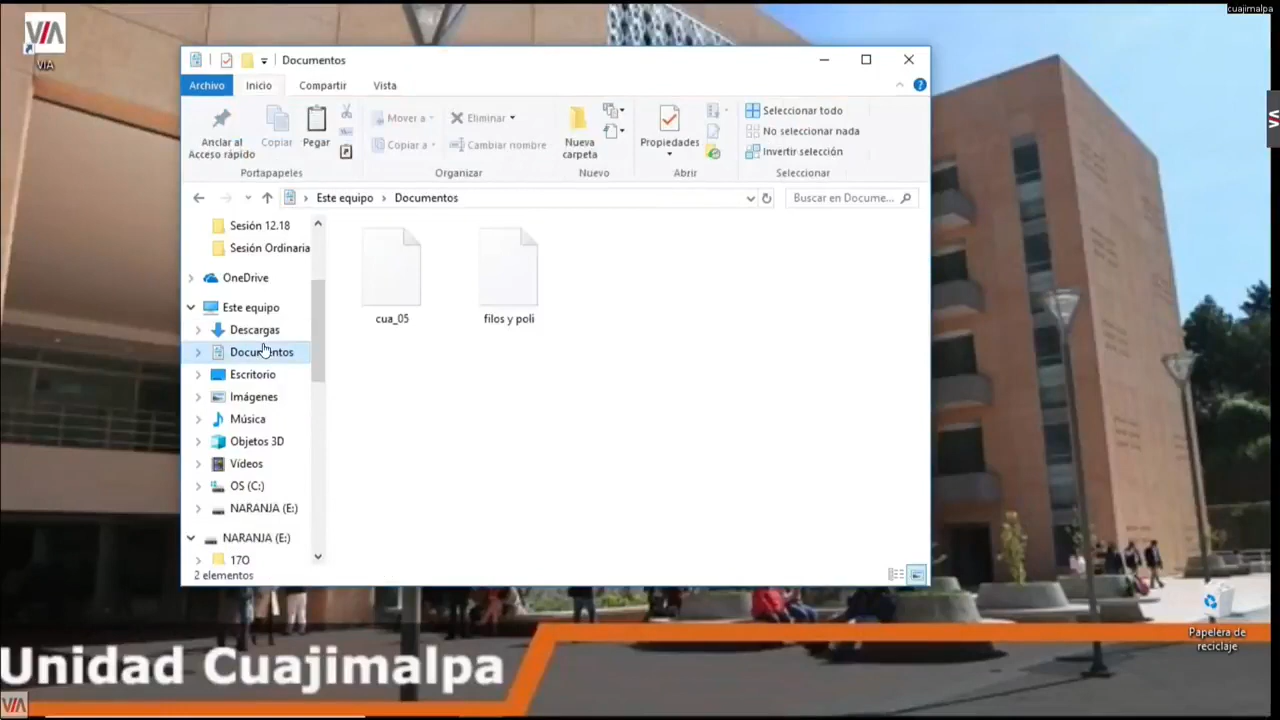 cuajimalpa
VIA
VIA
Documentos
Archivo Inicio Compartir Vista
Anclar al Acceso rápido
Copiar
Pegar
Mover a
Copiar a
Eliminar
Cambiar nombre
Nueva carpeta
Propiedades
Seleccionar todo
No seleccionar nada
Invertir selección
Portapapeles Organizar Nuevo Abrir Seleccionar
Este equipo > Documentos
Buscar en Docume...
Sesión 12.18
Sesión Ordinaria
OneDrive
Este equipo
Descargas
Documentos
Escritorio
Imágenes
Música
Objetos 3D
Vídeos
OS (C:)
NARANJA (E:)
NARANJA (E:)
17O
cua_05
filos y poli
2 elementos
Papelera de
reciclaje
Unidad Cuajimalpa
VIA